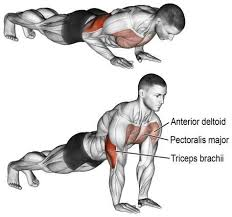 Anterior deltoid
Pectoralis major
Triceps brachii